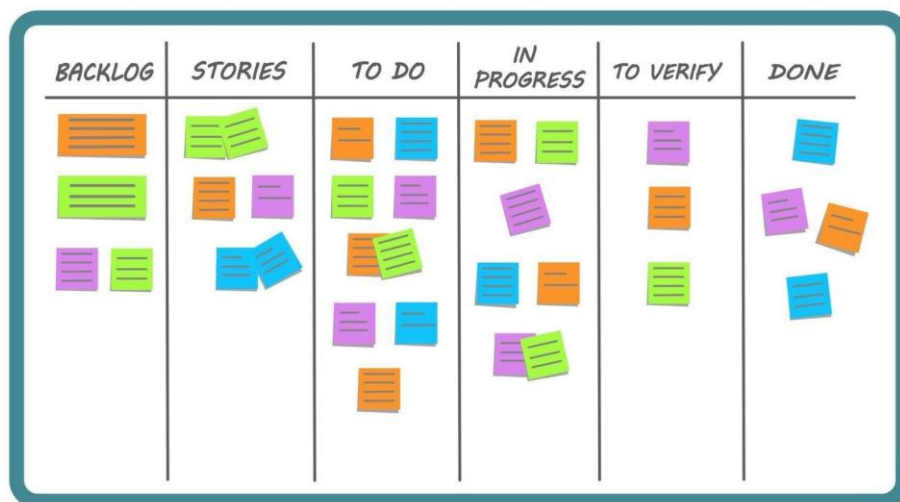 BACKLOG
STORIES
TO DO
IN
PROGRESS
TO VERIFY
DONE